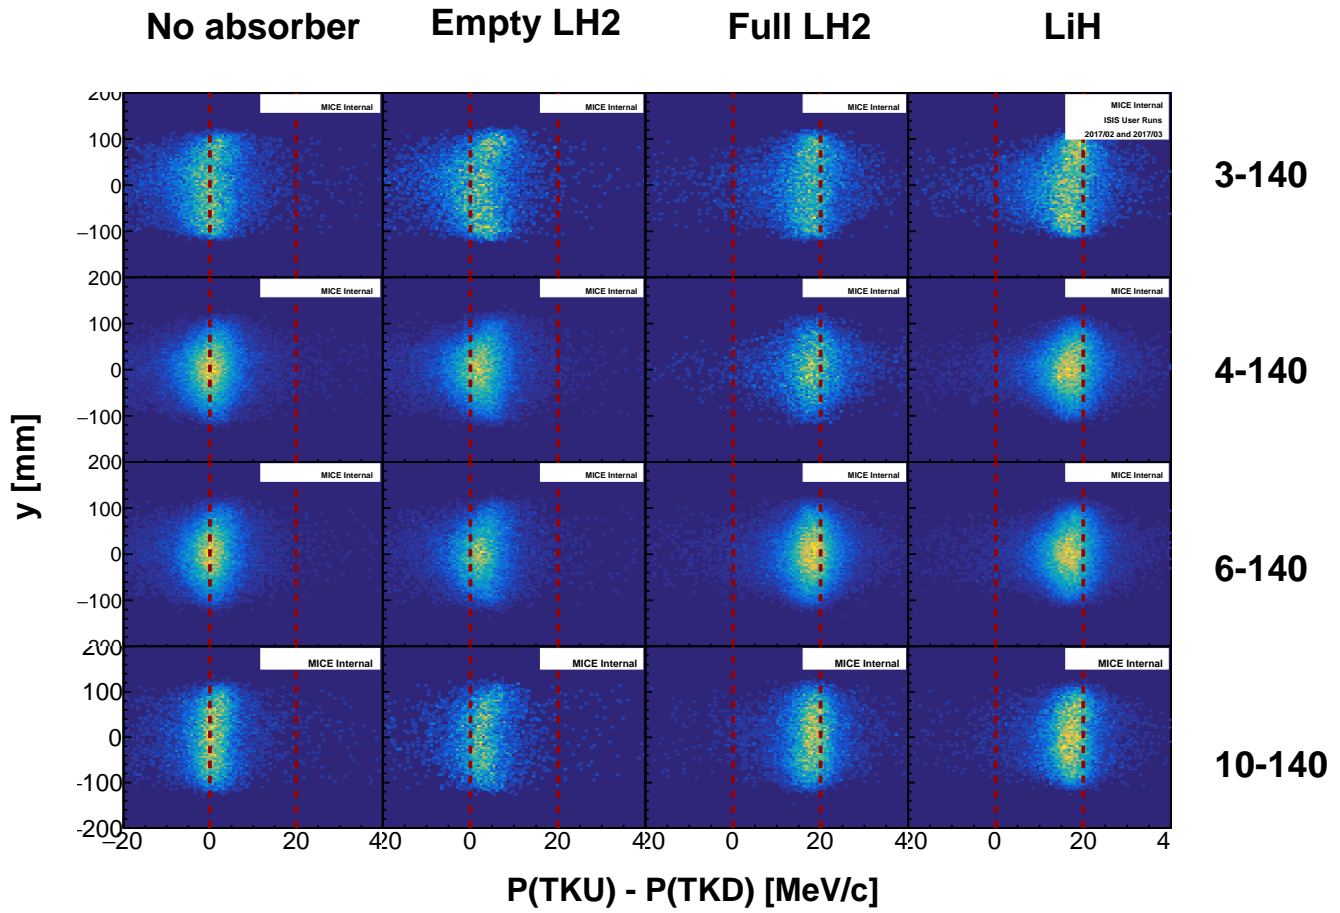 No absorber Empty LH2 Full LH2 LiH
200 MICE Internal MICE Internal MICE Internal MICE Internal
ISIS User Runs
2017/02 and 2017/03
100
0
−100
3-140
200 MICE Internal MICE Internal MICE Internal MICE Internal
100
0
−100
4-140
200 MICE Internal MICE Internal MICE Internal MICE Internal
100
0
−100
6-140
200 MICE Internal MICE Internal MICE Internal MICE Internal
100
0
-100
-200
10-140
y [mm]
−20 0 20 0 20 0 20 0 20 4
P(TKU) - P(TKD) [MeV/c]